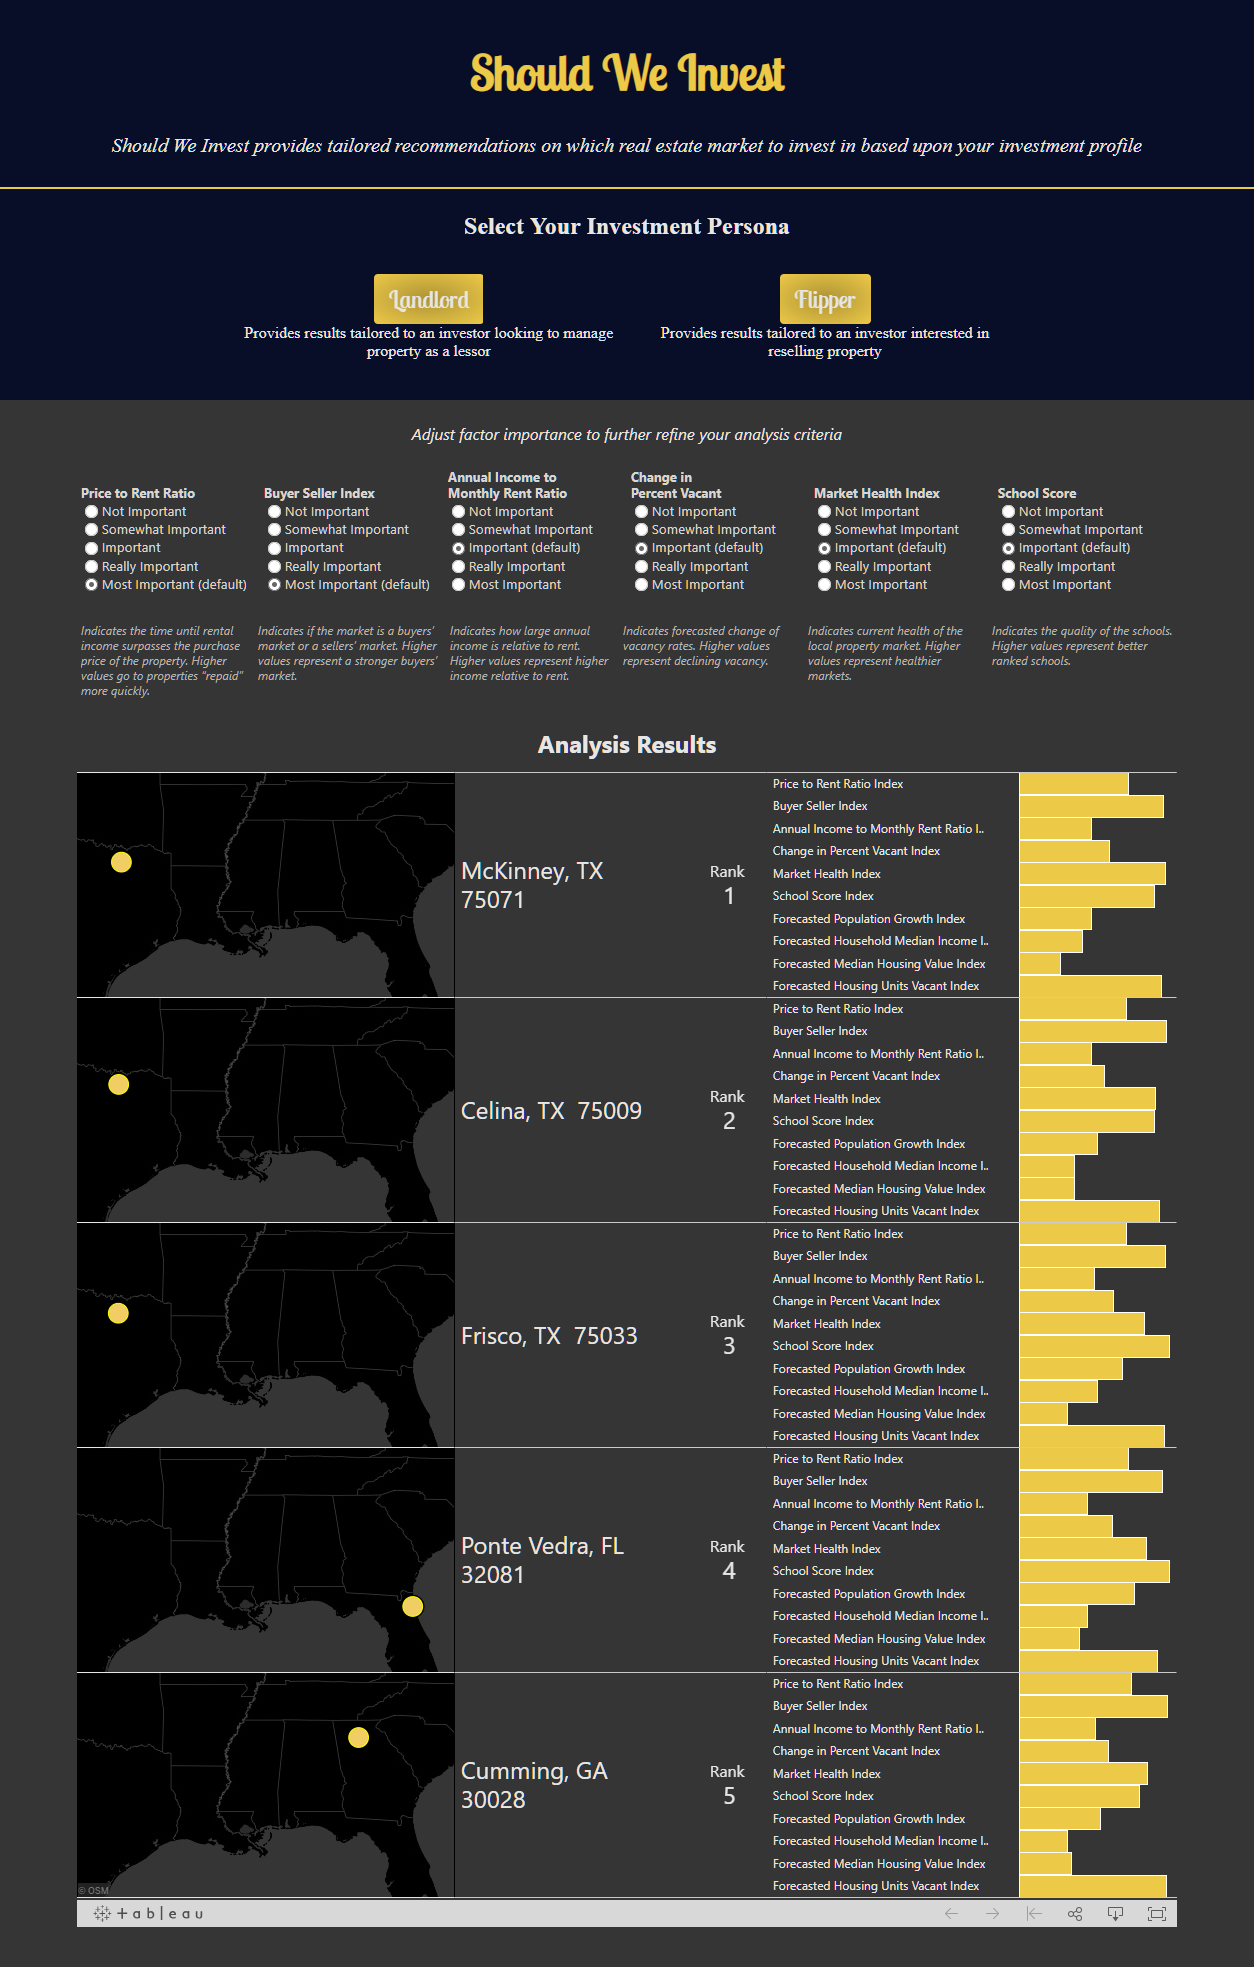 Should We Invest
Should We Invest provides tailored recommendations on which real estate market to invest in based upon your investment profile
Select Your Investment Persona
Landlord
Provides results tailored to an investor looking to manage
property as a lessor
Flipper
Provides results tailored to an investor interested in
reselling property
Adjust factor importance to further refine your analysis criteria
Price to Rent Ratio
Not Important
Somewhat Important
Important
Really Important
Most Important (default)
Indicates the time until rental
income surpasses the purchase
price of the property. Higher
values go to properties "repaid"
more quickly.
Buyer Seller Index
Not Important
Somewhat Important
Important
Really Important
Most Important (default)
Indicates if the market is a buyers'
market or a sellers' market. Higher
values represent a stronger buyers'
market.
Annual Income to
Monthly Rent Ratio
Not Important
Somewhat Important
Important (default)
Really Important
Most Important
Indicates how large annual
income is relative to rent.
Higher values represent higher
income relative to rent.
Change in
Percent Vacant
Not Important
Somewhat Important
Important (default)
Really Important
Most Important
Indicates forecasted change of
vacancy rates. Higher values
represent declining vacancy.
Market Health Index
Not Important
Somewhat Important
Important (default)
Really Important
Most Important
Indicates current health of the
local property market. Higher
values represent healthier
markets.
School Score
Not Important
Somewhat Important
Important (default)
Really Important
Most Important
Indicates the quality of the schools.
Higher values represent better
ranked schools.
Analysis Results
McKinney, TX
75071
Rank
1
Price to Rent Ratio Index
Buyer Seller Index
Annual Income to Monthly Rent Ratio I..
Change in Percent Vacant Index
Market Health Index
School Score Index
Forecasted Population Growth Index
Forecasted Household Median Income I..
Forecasted Median Housing Value Index
Forecasted Housing Units Vacant Index
Celina, TX 75009
Rank
2
Price to Rent Ratio Index
Buyer Seller Index
Annual Income to Monthly Rent Ratio I..
Change in Percent Vacant Index
Market Health Index
School Score Index
Forecasted Population Growth Index
Forecasted Household Median Income I..
Forecasted Median Housing Value Index
Forecasted Housing Units Vacant Index
Frisco, TX 75033
Rank
3
Price to Rent Ratio Index
Buyer Seller Index
Annual Income to Monthly Rent Ratio I..
Change in Percent Vacant Index
Market Health Index
School Score Index
Forecasted Population Growth Index
Forecasted Household Median Income I..
Forecasted Median Housing Value Index
Forecasted Housing Units Vacant Index
Ponte Vedra, FL
32081
Rank
4
Price to Rent Ratio Index
Buyer Seller Index
Annual Income to Monthly Rent Ratio I..
Change in Percent Vacant Index
Market Health Index
School Score Index
Forecasted Population Growth Index
Forecasted Household Median Income I..
Forecasted Median Housing Value Index
Forecasted Housing Units Vacant Index
Cumming, GA
30028
Rank
5
Price to Rent Ratio Index
Buyer Seller Index
Annual Income to Monthly Rent Ratio I..
Change in Percent Vacant Index
Market Health Index
School Score Index
Forecasted Population Growth Index
Forecasted Household Median Income I..
Forecasted Median Housing Value Index
Forecasted Housing Units Vacant Index
© OSM
+ableau